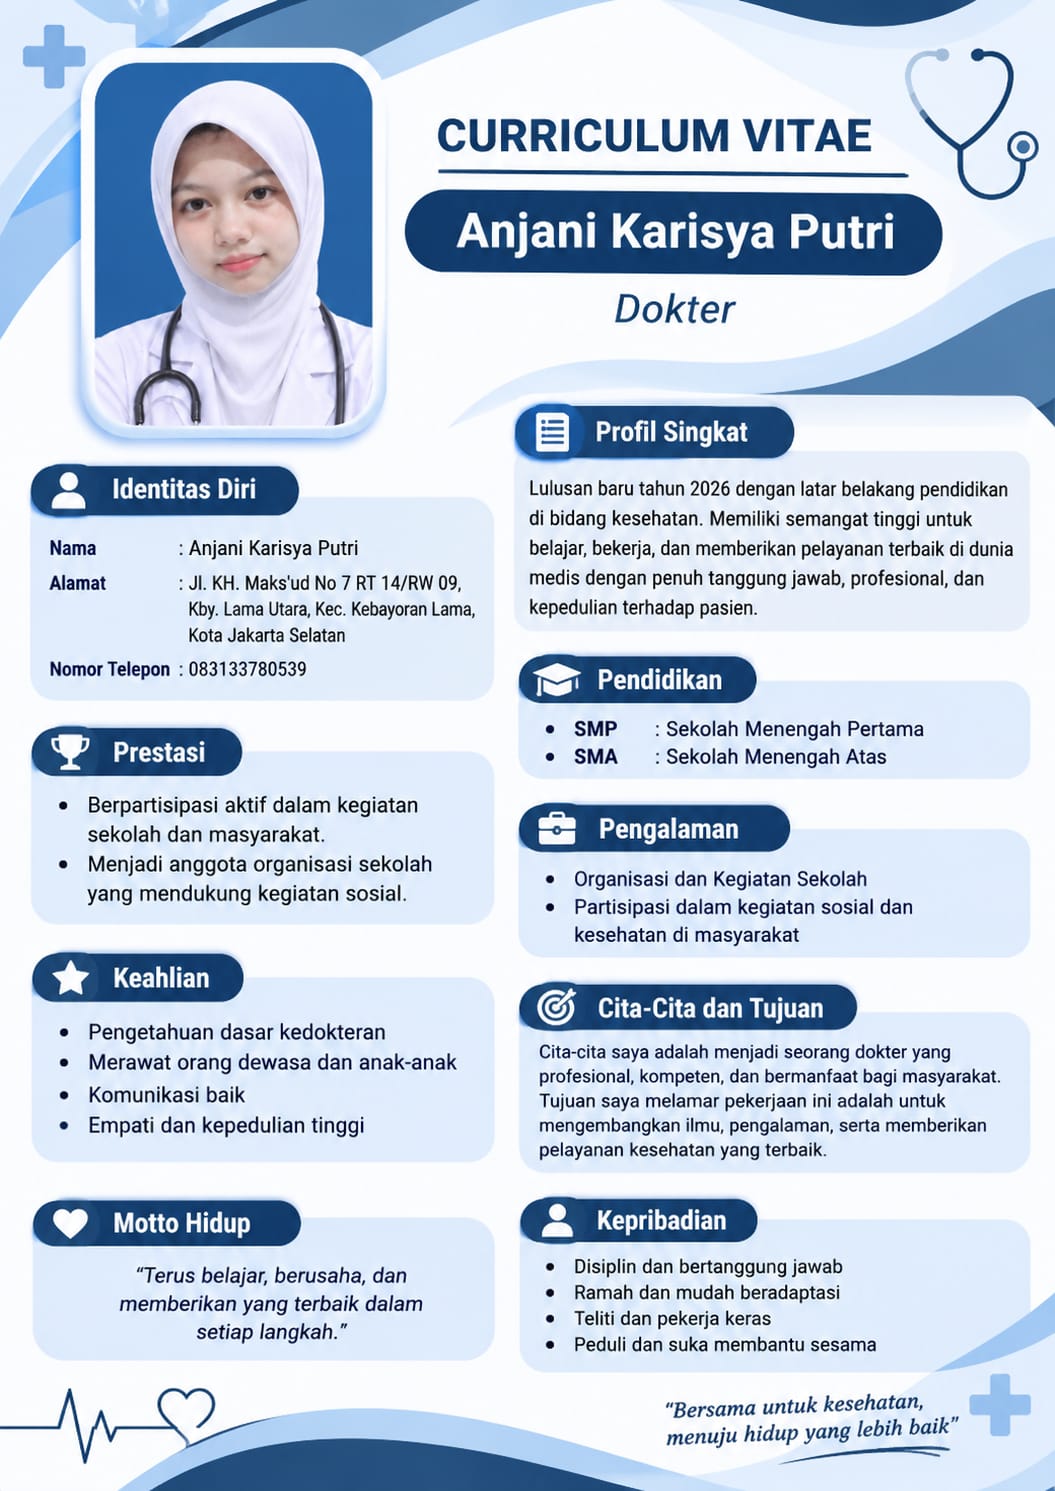 CURRICULUM VITAE
Anjani Karisya Putri
Dokter
Identitas Diri
Nama : Anjani Karisya Putri
Alamat : Jl. KH. Maks'ud No 7 RT 14/RW 09,
Kby. Lama Utara, Kec. Kebayoran Lama,
Kota Jakarta Selatan
Nomor Telepon : 083133780539
Prestasi
• Berpartisipasi aktif dalam kegiatan
sekolah dan masyarakat.
• Menjadi anggota organisasi sekolah
yang mendukung kegiatan sosial.
Keahlian
• Pengetahuan dasar kedokteran
• Merawat orang dewasa dan anak-anak
• Komunikasi baik
• Empati dan kepedulian tinggi
Motto Hidup
“Terus belajar, berusaha, dan
memberikan yang terbaik dalam
setiap langkah.”
Profil Singkat
Lulusan baru tahun 2026 dengan latar belakang pendidikan
di bidang kesehatan. Memiliki semangat tinggi untuk
belajar, bekerja, dan memberikan pelayanan terbaik di dunia
medis dengan penuh tanggung jawab, profesional, dan
kepedulian terhadap pasien.
Pendidikan
• SMP : Sekolah Menengah Pertama
• SMA : Sekolah Menengah Atas
Pengalaman
• Organisasi dan Kegiatan Sekolah
• Partisipasi dalam kegiatan sosial dan
kesehatan di masyarakat
Cita-Cita dan Tujuan
Cita-cita saya adalah menjadi seorang dokter yang
profesional, kompeten, dan bermanfaat bagi masyarakat.
Tujuan saya melamar pekerjaan ini adalah untuk
mengembangkan ilmu, pengalaman, serta memberikan
pelayanan kesehatan yang terbaik.
Kepribadian
• Disiplin dan bertanggung jawab
• Ramah dan mudah beradaptasi
• Teliti dan pekerja keras
• Peduli dan suka membantu sesama
“Bersama untuk kesehatan,
menuju hidup yang lebih baik”